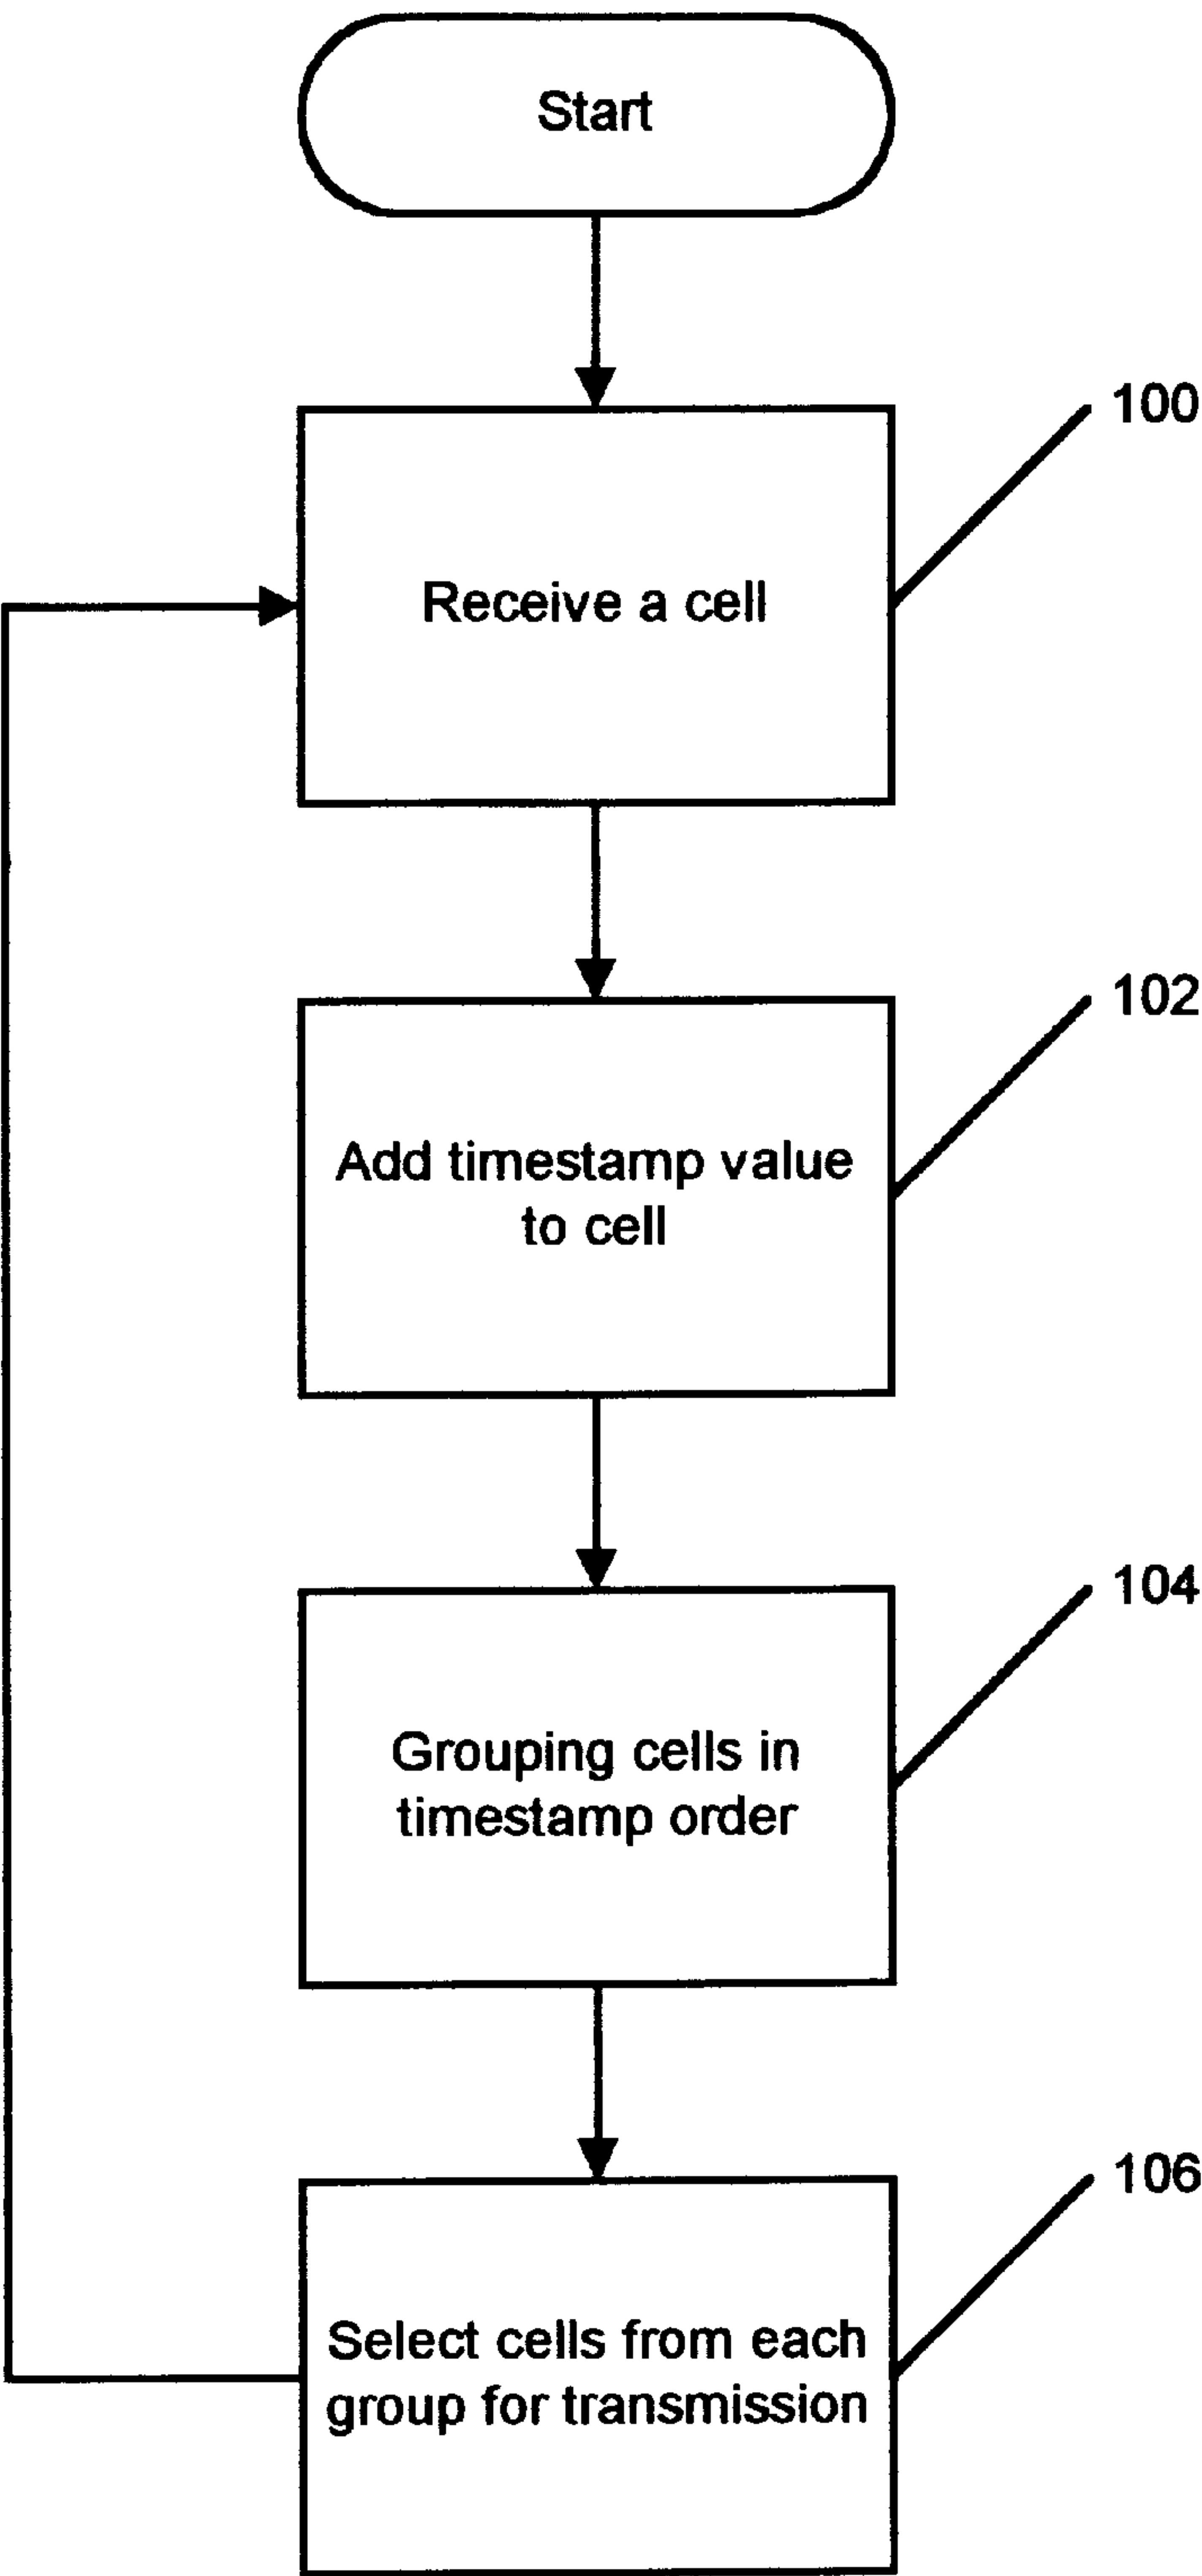 Start
100
Receive a cell
102
Add timestamp value
to cell
104
Grouping cells in
timestamp order
106
Select cells from each
group for transmission